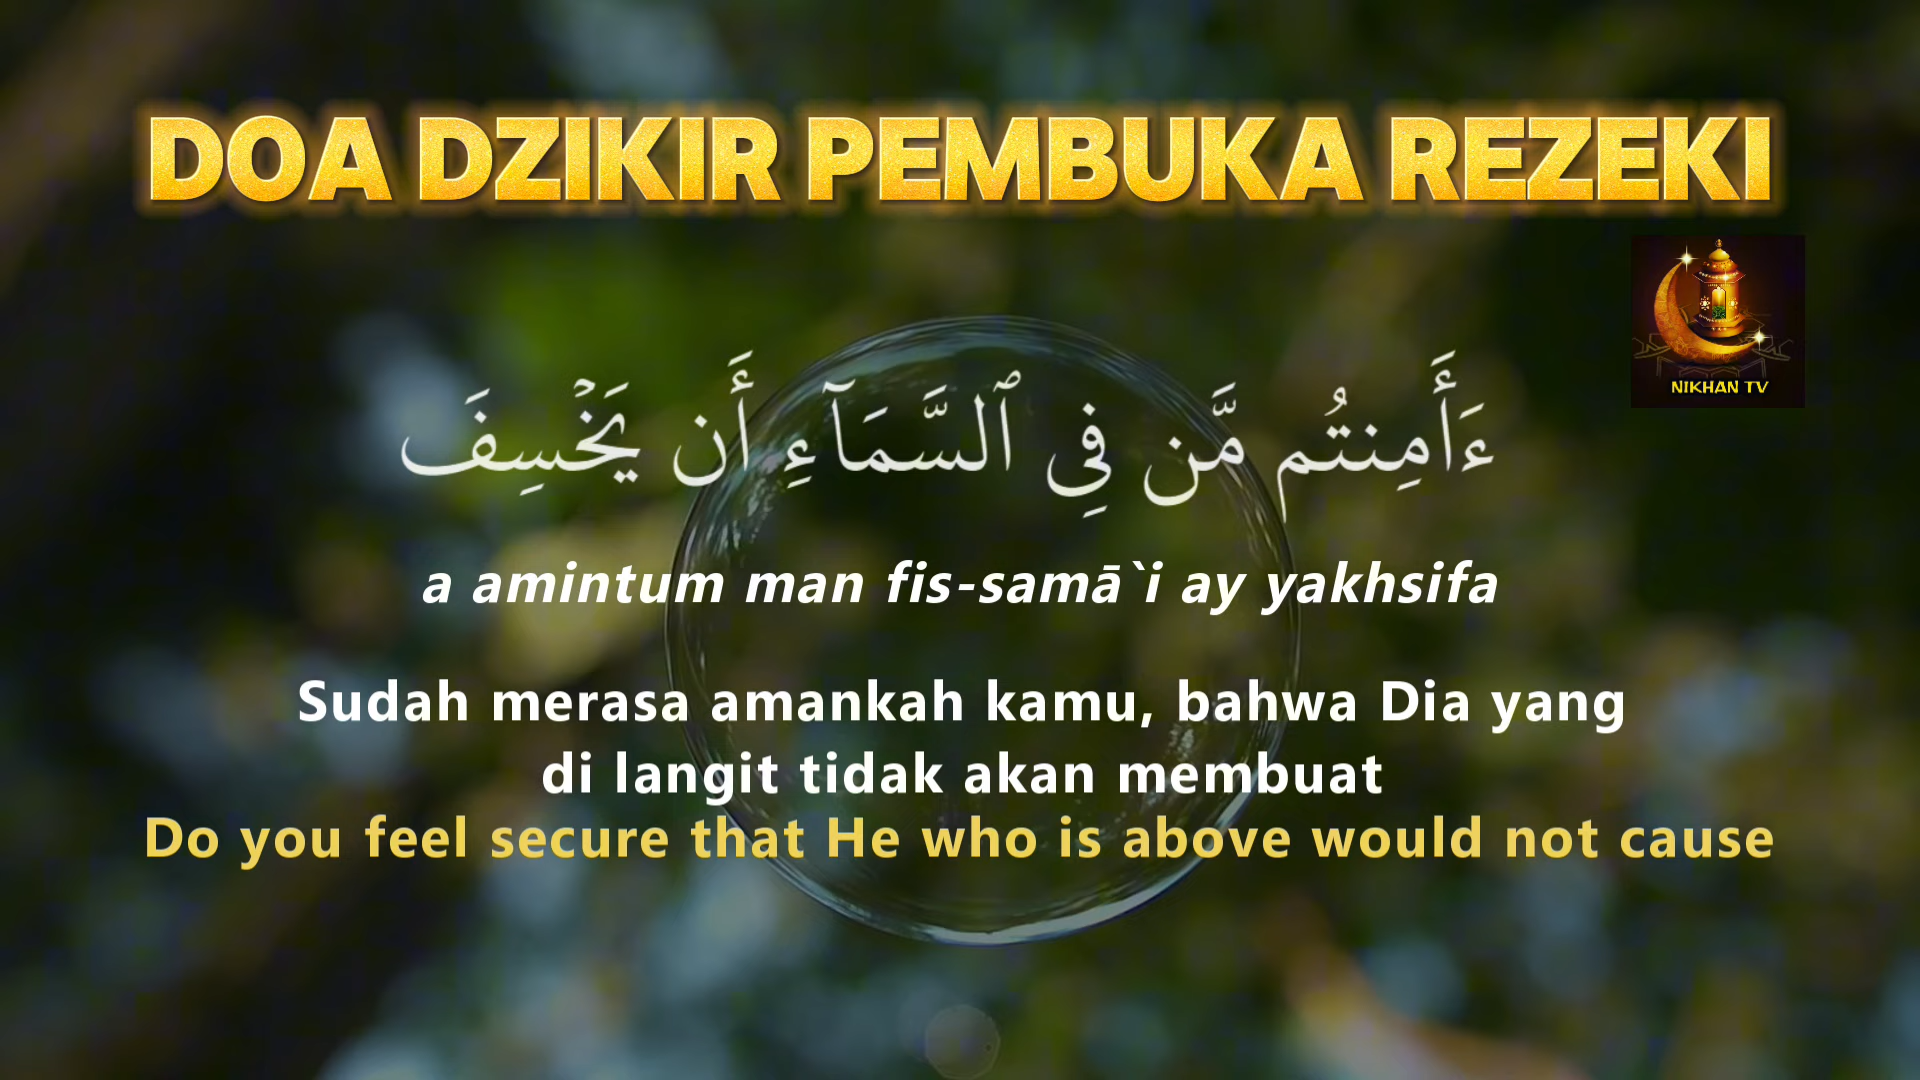 DOA DZIKIR PEMBUKA REZEKI
NIKHAN TV
ءَأَمِنتُم مَّن فِى ٱلسَّمَآءِ أَن يَخْسِفَ
a amintum man fis-samā`i ay yakhsifa
Sudah merasa amankah kamu, bahwa Dia yang
di langit tidak akan membuat
Do you feel secure that He who is above would not cause